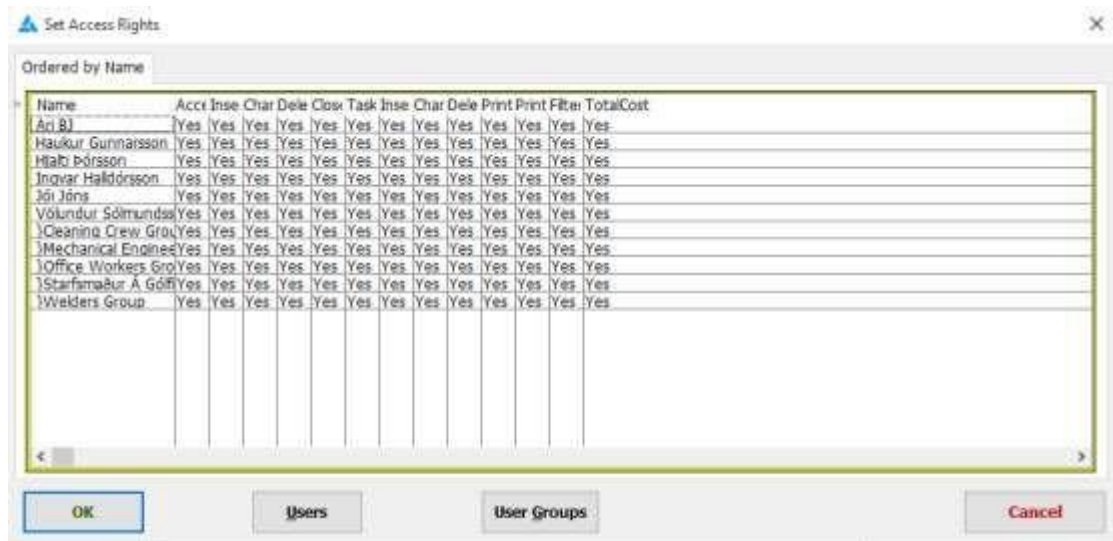 Set Access Rights
Ordered by Name
Name Acce Inse Char Dele Close Task Inse Char Dele Print Print Filter TotalCost
Ari BJ Yes Yes Yes Yes Yes Yes Yes Yes Yes Yes Yes Yes Yes
Haukur Gunnarsson Yes Yes Yes Yes Yes Yes Yes Yes Yes Yes Yes Yes Yes
Hjalti Þórsson Yes Yes Yes Yes Yes Yes Yes Yes Yes Yes Yes Yes Yes
Ingvar Halldórsson Yes Yes Yes Yes Yes Yes Yes Yes Yes Yes Yes Yes Yes
Jói Jóns Yes Yes Yes Yes Yes Yes Yes Yes Yes Yes Yes Yes Yes
Völundur Sólmundss Yes Yes Yes Yes Yes Yes Yes Yes Yes Yes Yes Yes Yes
}Cleaning Crew Grou Yes Yes Yes Yes Yes Yes Yes Yes Yes Yes Yes Yes Yes
}Mechanical Enginee Yes Yes Yes Yes Yes Yes Yes Yes Yes Yes Yes Yes Yes
}Office Workers Gro Yes Yes Yes Yes Yes Yes Yes Yes Yes Yes Yes Yes Yes
}Starfsmaður Á Gólfi Yes Yes Yes Yes Yes Yes Yes Yes Yes Yes Yes Yes Yes
}Welders Group Yes Yes Yes Yes Yes Yes Yes Yes Yes Yes Yes Yes Yes
OK Users User Groups Cancel